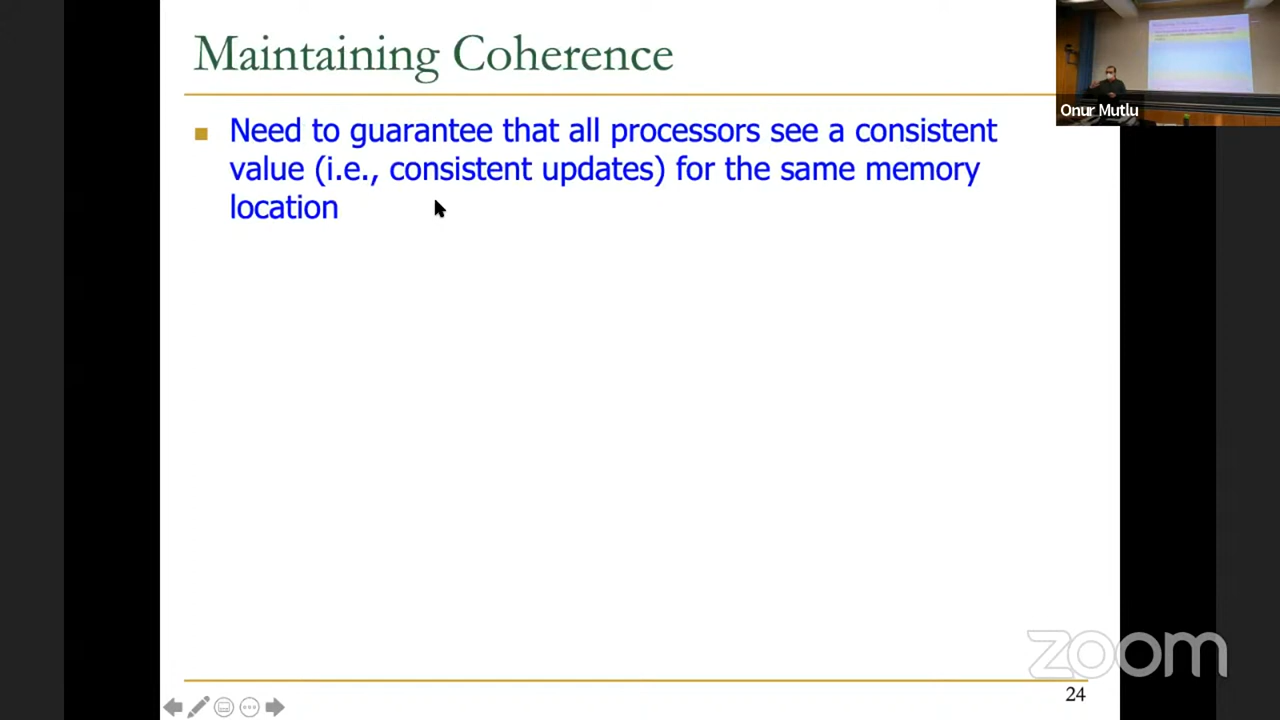 Maintaining Coherence
Onur Mutlu
Need to guarantee that all processors see a consistent
value (i.e., consistent updates) for the same memory
location
zoom
24